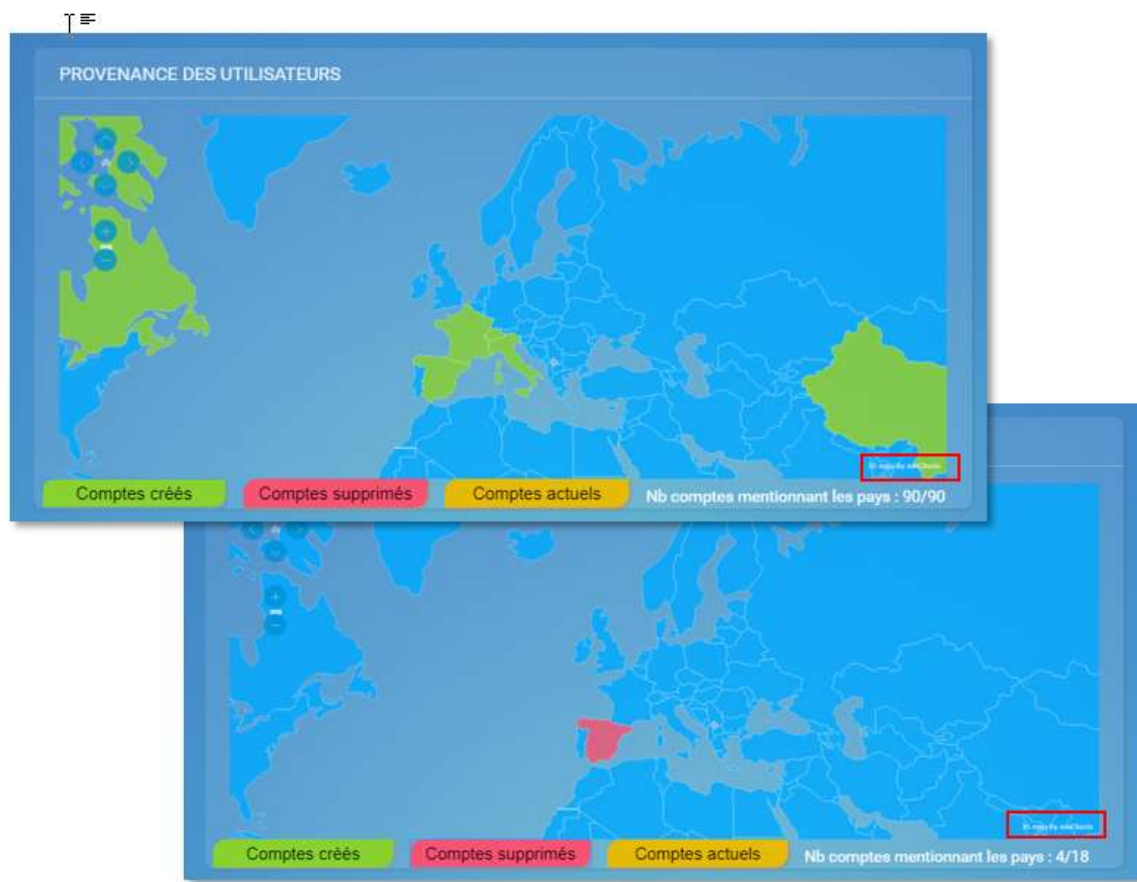 PROVENANCE DES UTILISATEURS
Comptes créés
Comptes supprimés
Comptes actuels
Nb comptes mentionnant les pays : 90/90
Comptes créés
Comptes supprimés
Comptes actuels
Nb comptes mentionnant les pays : 4/18